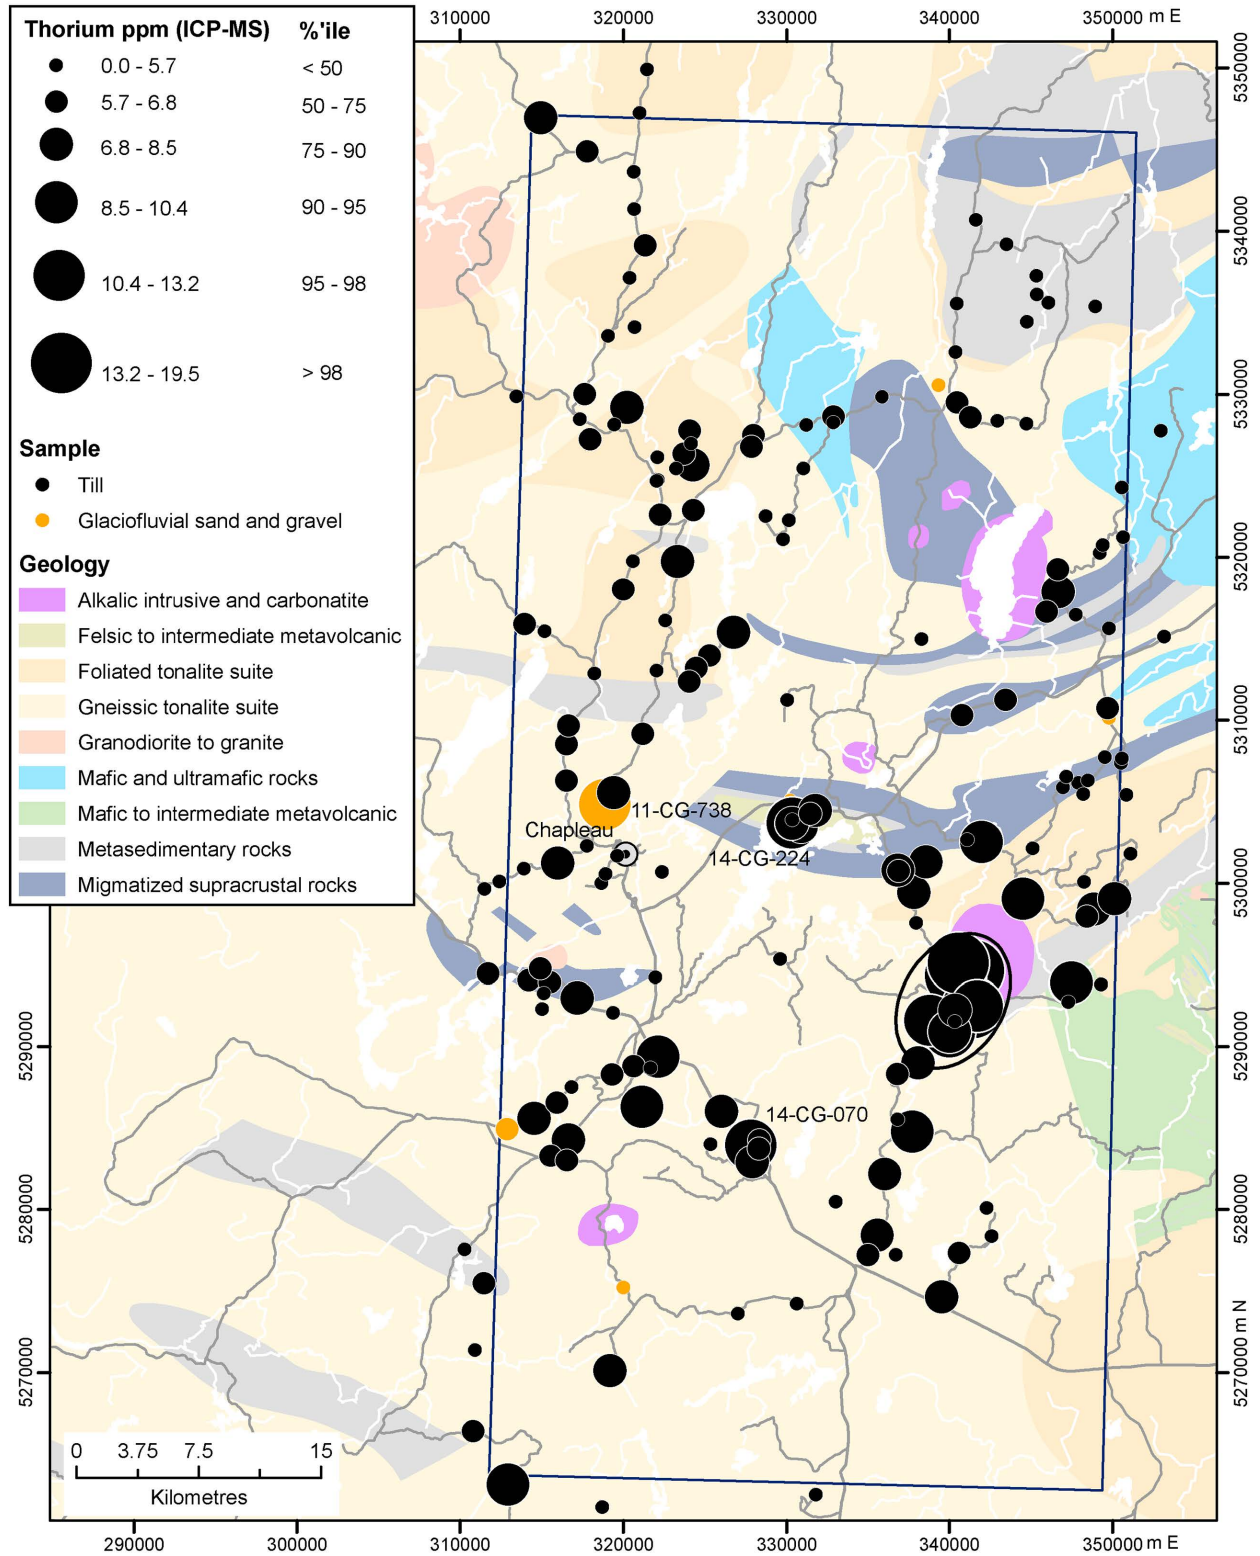 310000 320000 330000 340000 350000 m E
Thorium ppm (ICP-MS) %'ile
0.0 - 5.7 < 50
5.7 - 6.8 50 - 75
6.8 - 8.5 75 - 90
8.5 - 10.4 90 - 95
10.4 - 13.2 95 - 98
13.2 - 19.5 > 98
Sample
Till
Glaciofluvial sand and gravel
Geology
Alkalic intrusive and carbonatite
Felsic to intermediate metavolcanic
Foliated tonalite suite
Gneissic tonalite suite
Granodiorite to granite
Mafic and ultramafic rocks
Mafic to intermediate metavolcanic
Metasedimentary rocks
Migmatized supracrustal rocks
5350000
5340000
5330000
5320000
5310000
5300000
5290000
5280000
5270000 m N
11-CG-738
Chapleau
14-CG-224
14-CG-070
5290000
5280000
5270000
0 3.75 7.5 15
Kilometres
290000 300000 310000 320000 330000 340000 350000 m E